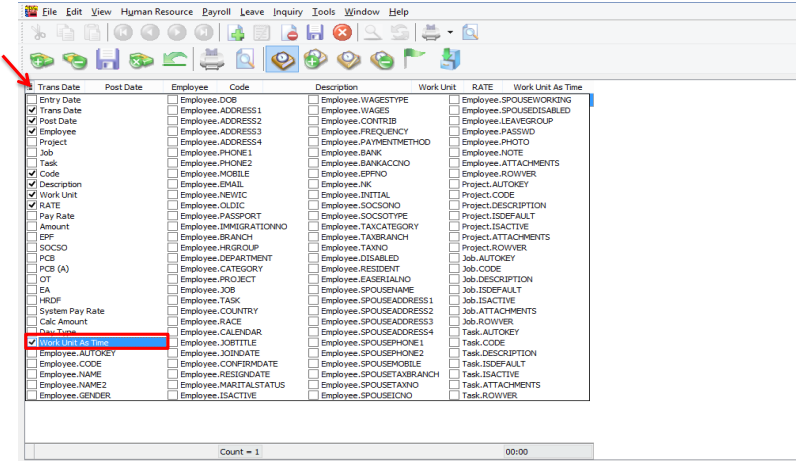 File Edit View Human Resource Payroll Leave Inquiry Tools Window Help
Trans Date Post Date Employee Code Description Work Unit RATE Work Unit As Time
Entry Date Employee.DOB Employee.WAGESTYPE Employee.SPOUSEWORKING
Trans Date Employee.ADDRESS1 Employee.WAGES Employee.SPOUSEDISABLED
Post Date Employee.ADDRESS2 Employee.CONTRIB Employee.LEAVEGROUP
Employee Employee.ADDRESS3 Employee.FREQUENCY Employee.PASSWD
Project Employee.ADDRESS4 Employee.PAYMENTMETHOD Employee.PHOTO
Job Employee.PHONE1 Employee.BANK Employee.NOTE
Task Employee.PHONE2 Employee.BANKACCNO Employee.ATTACHMENTS
Code Employee.MOBILE Employee.EPFNO Employee.ROWVER
Description Employee.EMAIL Employee.NK Project.AUTOKEY
Work Unit Employee.NEWIC Employee.INITIAL Project.CODE
RATE Employee.OLDIC Employee.SOCSONO Project.DESCRIPTION
Pay Rate Employee.PASSPORT Employee.SOCSOTYPE Project.ISDEFAULT
Amount Employee.IMMIGRATIONNO Employee.TAXCATEGORY Project.ISACTIVE
EPF Employee.BRANCH Employee.TAXBRANCH Project.ATTACHMENTS
SOCSO Employee.HRGROUP Employee.TAXNO Project.ROWVER
PCB Employee.DEPARTMENT Employee.DISABLED Job.AUTOKEY
PCB (A) Employee.CATEGORY Employee.RESIDENT Job.CODE
OT Employee.PROJECT Employee.EASERIALNO Job.DESCRIPTION
EA Employee.JOB Employee.SPOUSENAME Job.ISDEFAULT
HRDF Employee.TASK Employee.SPOUSEADDRESS1 Job.ISACTIVE
System Pay Rate Employee.COUNTRY Employee.SPOUSEADDRESS2 Job.ATTACHMENTS
Calc Amount Employee.RACE Employee.SPOUSEADDRESS3 Job.ROWVER
Day Type Employee.CALENDAR Employee.SPOUSEADDRESS4 Task.AUTOKEY
Work Unit As Time Employee.JOBTITLE Employee.SPOUSEPHONE1 Task.CODE
Employee.AUTOKEY Employee.JOINDATE Employee.SPOUSEPHONE2 Task.DESCRIPTION
Employee.CODE Employee.CONFIRMDATE Employee.SPOUSEMOBILE Task.ISDEFAULT
Employee.NAME Employee.RESIGNDATE Employee.SPOUSETAXBRANCH Task.ISACTIVE
Employee.NAME2 Employee.MARITALSTATUS Employee.SPOUSETAXNO Task.ATTACHMENTS
Employee.GENDER Employee.ISACTIVE Employee.SPOUSEICNO Task.ROWVER
Count = 1 00:00